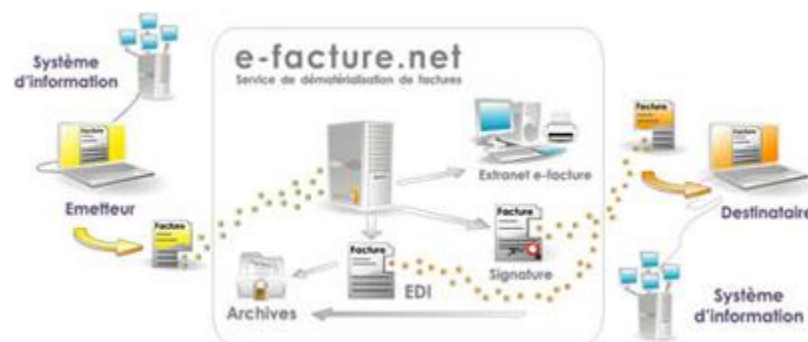 e-facture.net
Service de dématérialisation de factures
Système
d'information
Facture
Emetteur
Facture
Extranet e-facture
Facture
Signature
Facture
EDI
Archives
Facture
Facture
Destinataire
Système
d'information